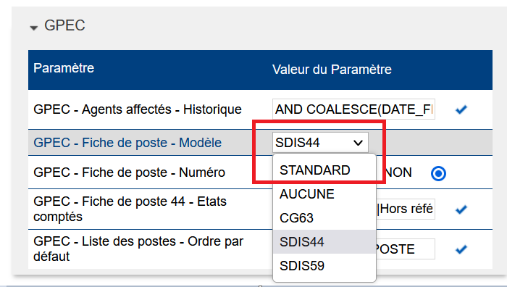 GPEC
Paramètre Valeur du Paramètre
GPEC - Agents affectés - Historique AND COALESCE(DATE_FI
GPEC - Fiche de poste - Modèle SDIS44
STANDARD
GPEC - Fiche de poste - Numéro NON
AUCUNE
GPEC - Fiche de poste 44 - Etats
comptés
CG63 |Hors réfé
SDIS44
GPEC - Liste des postes - Ordre par
défaut
POSTE
SDIS59